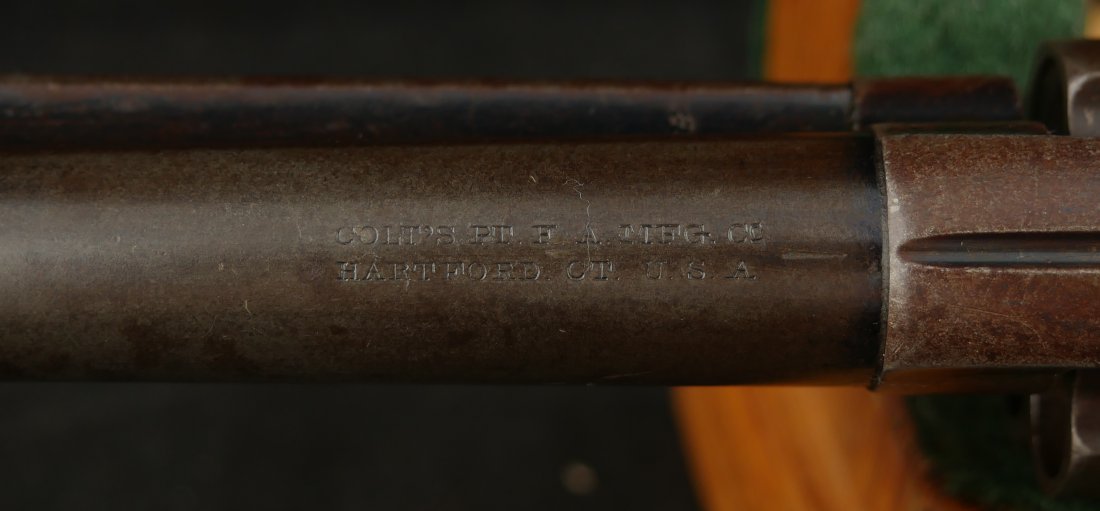 COLT'S PT. F. A. MFG. Co
HARTFORD. CT. U. S. A.